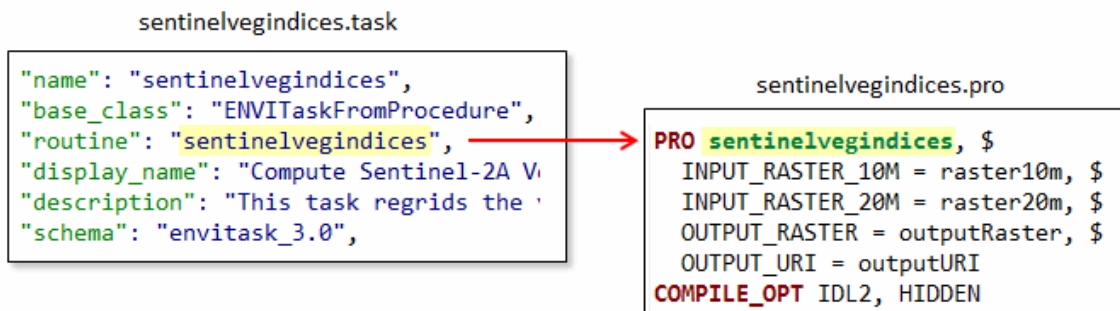 sentinelvegindices.task
"name": "sentinelvegindices",
"base_class": "ENVITaskFromProcedure",
"routine": "sentinelvegindices",
"display_name": "Compute Sentinel-2A V
"description": "This task regrids the
"schema": "envitask_3.0",
sentinelvegindices.pro
PRO sentinelvegindices, $
INPUT_RASTER_10M = raster10m, $
INPUT_RASTER_20M = raster20m, $
OUTPUT_RASTER = outputRaster, $
OUTPUT_URI = outputURI
COMPILE_OPT IDL2, HIDDEN